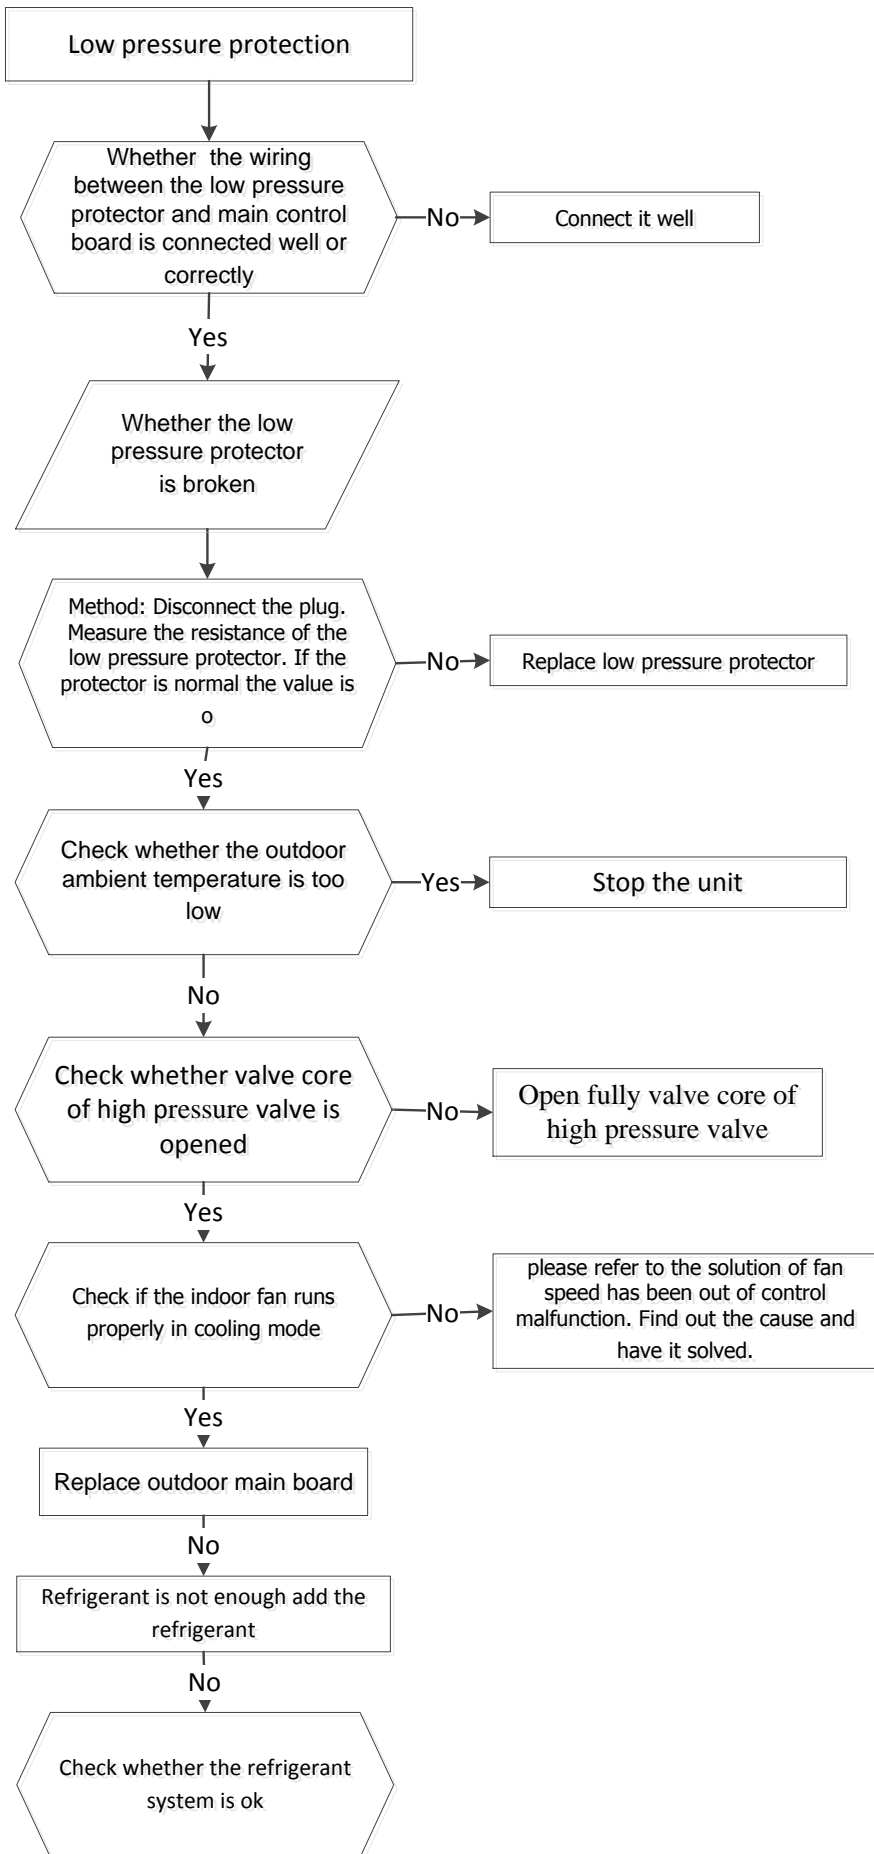 Low pressure protection
Whether the wiring
between the low pressure
protector and main control
board is connected well or
correctly
No
Connect it well
Yes
Whether the low
pressure protector
is broken
Method: Disconnect the plug.
Measure the resistance of the
low pressure protector. If the
protector is normal the value is
o
No
Replace low pressure protector
Yes
Check whether the outdoor
ambient temperature is too
low
Yes
Stop the unit
No
Check whether valve core
of high pressure valve is
opened
No
Open fully valve core of
high pressure valve
Yes
Check if the indoor fan runs
properly in cooling mode
No
please refer to the solution of fan
speed has been out of control
malfunction. Find out the cause and
have it solved.
Yes
Replace outdoor main board
No
Refrigerant is not enough add the
refrigerant
No
Check whether the refrigerant
system is ok